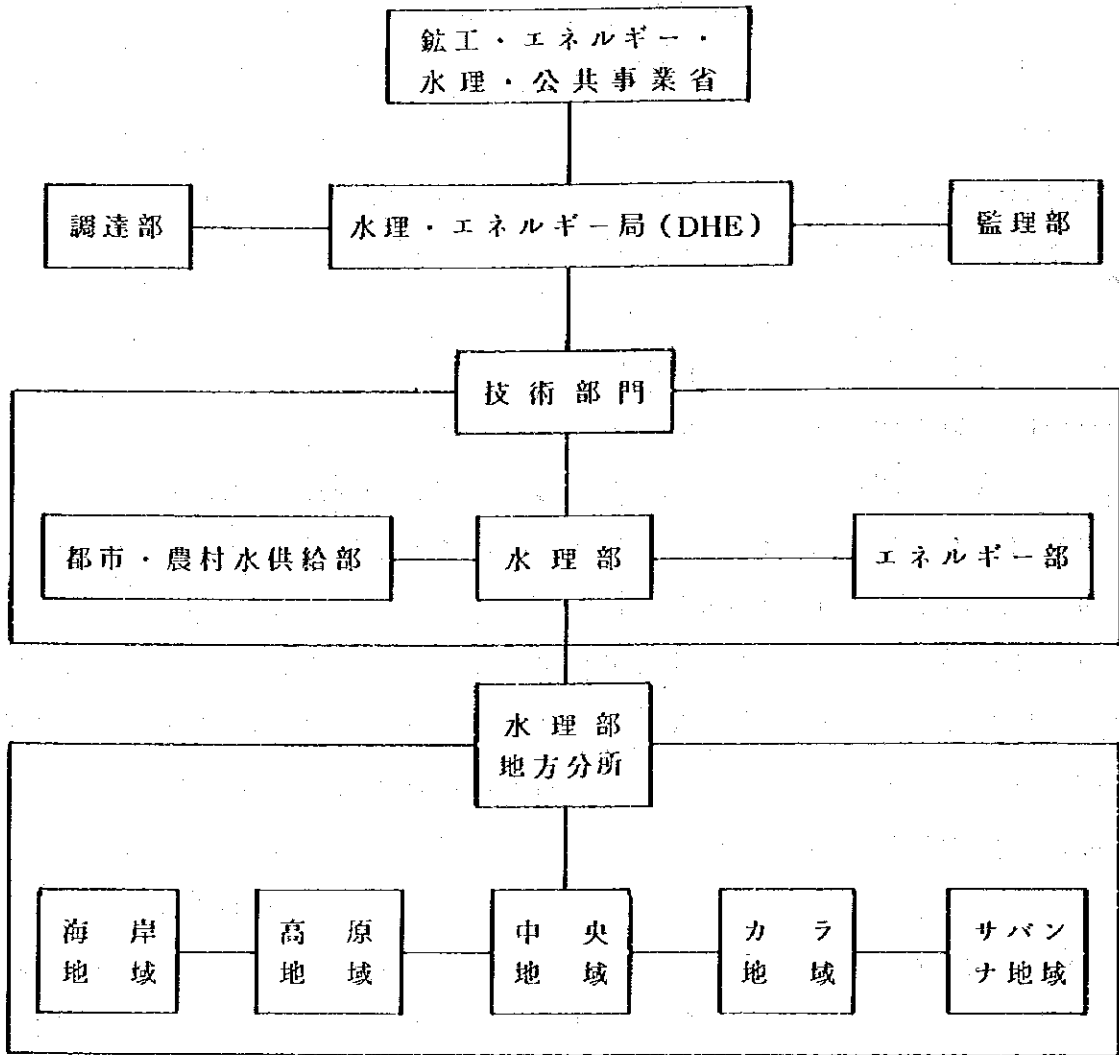 鉱工・エネルギー・
水理・公共事業省
調達部
水理・エネルギー局(DHE)
監理部
技術部門
都市・農村水供給部
水理部
エネルギー部
水理部
地方分所
海岸
地域
高原
地域
中央
地域
カラ
地域
サバン
ナ地域